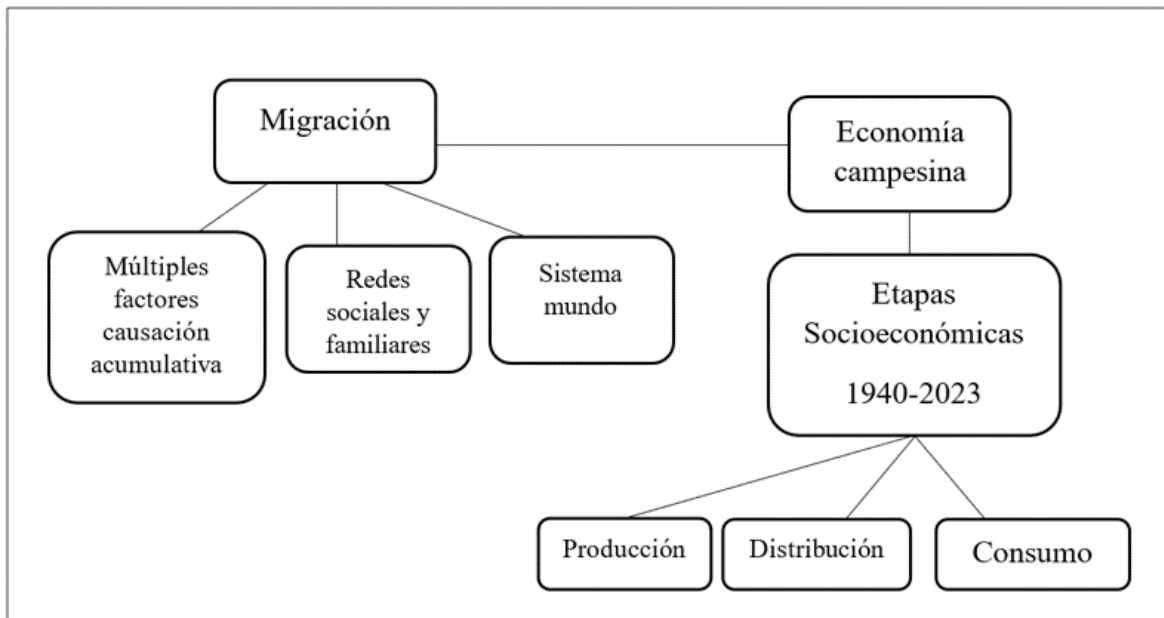 Migración
Economía
campesina
Múltiples
factores
causación
acumulativa
Redes
sociales y
familiares
Sistema
mundo
Etapas
Socioeconómicas
1940-2023
Producción
Distribución
Consumo